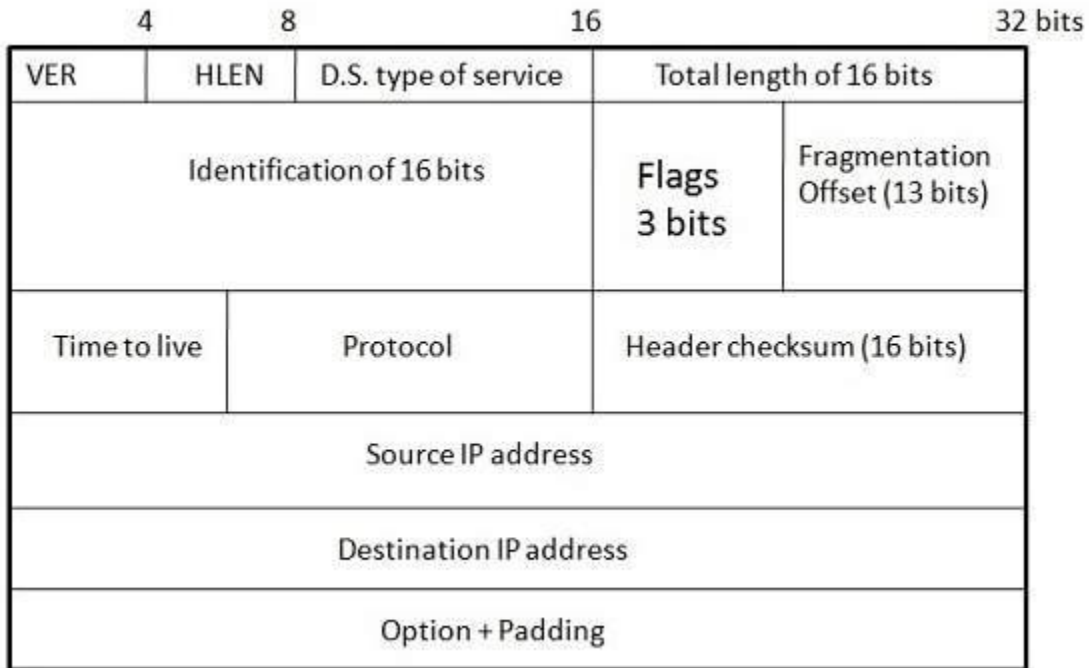 4 8 16 32 bits
VER HLEN D.S. type of service Total length of 16 bits
Identification of 16 bits
Flags
3 bits
Fragmentation
Offset (13 bits)
Time to live Protocol Header checksum (16 bits)
Source IP address
Destination IP address
Option + Padding